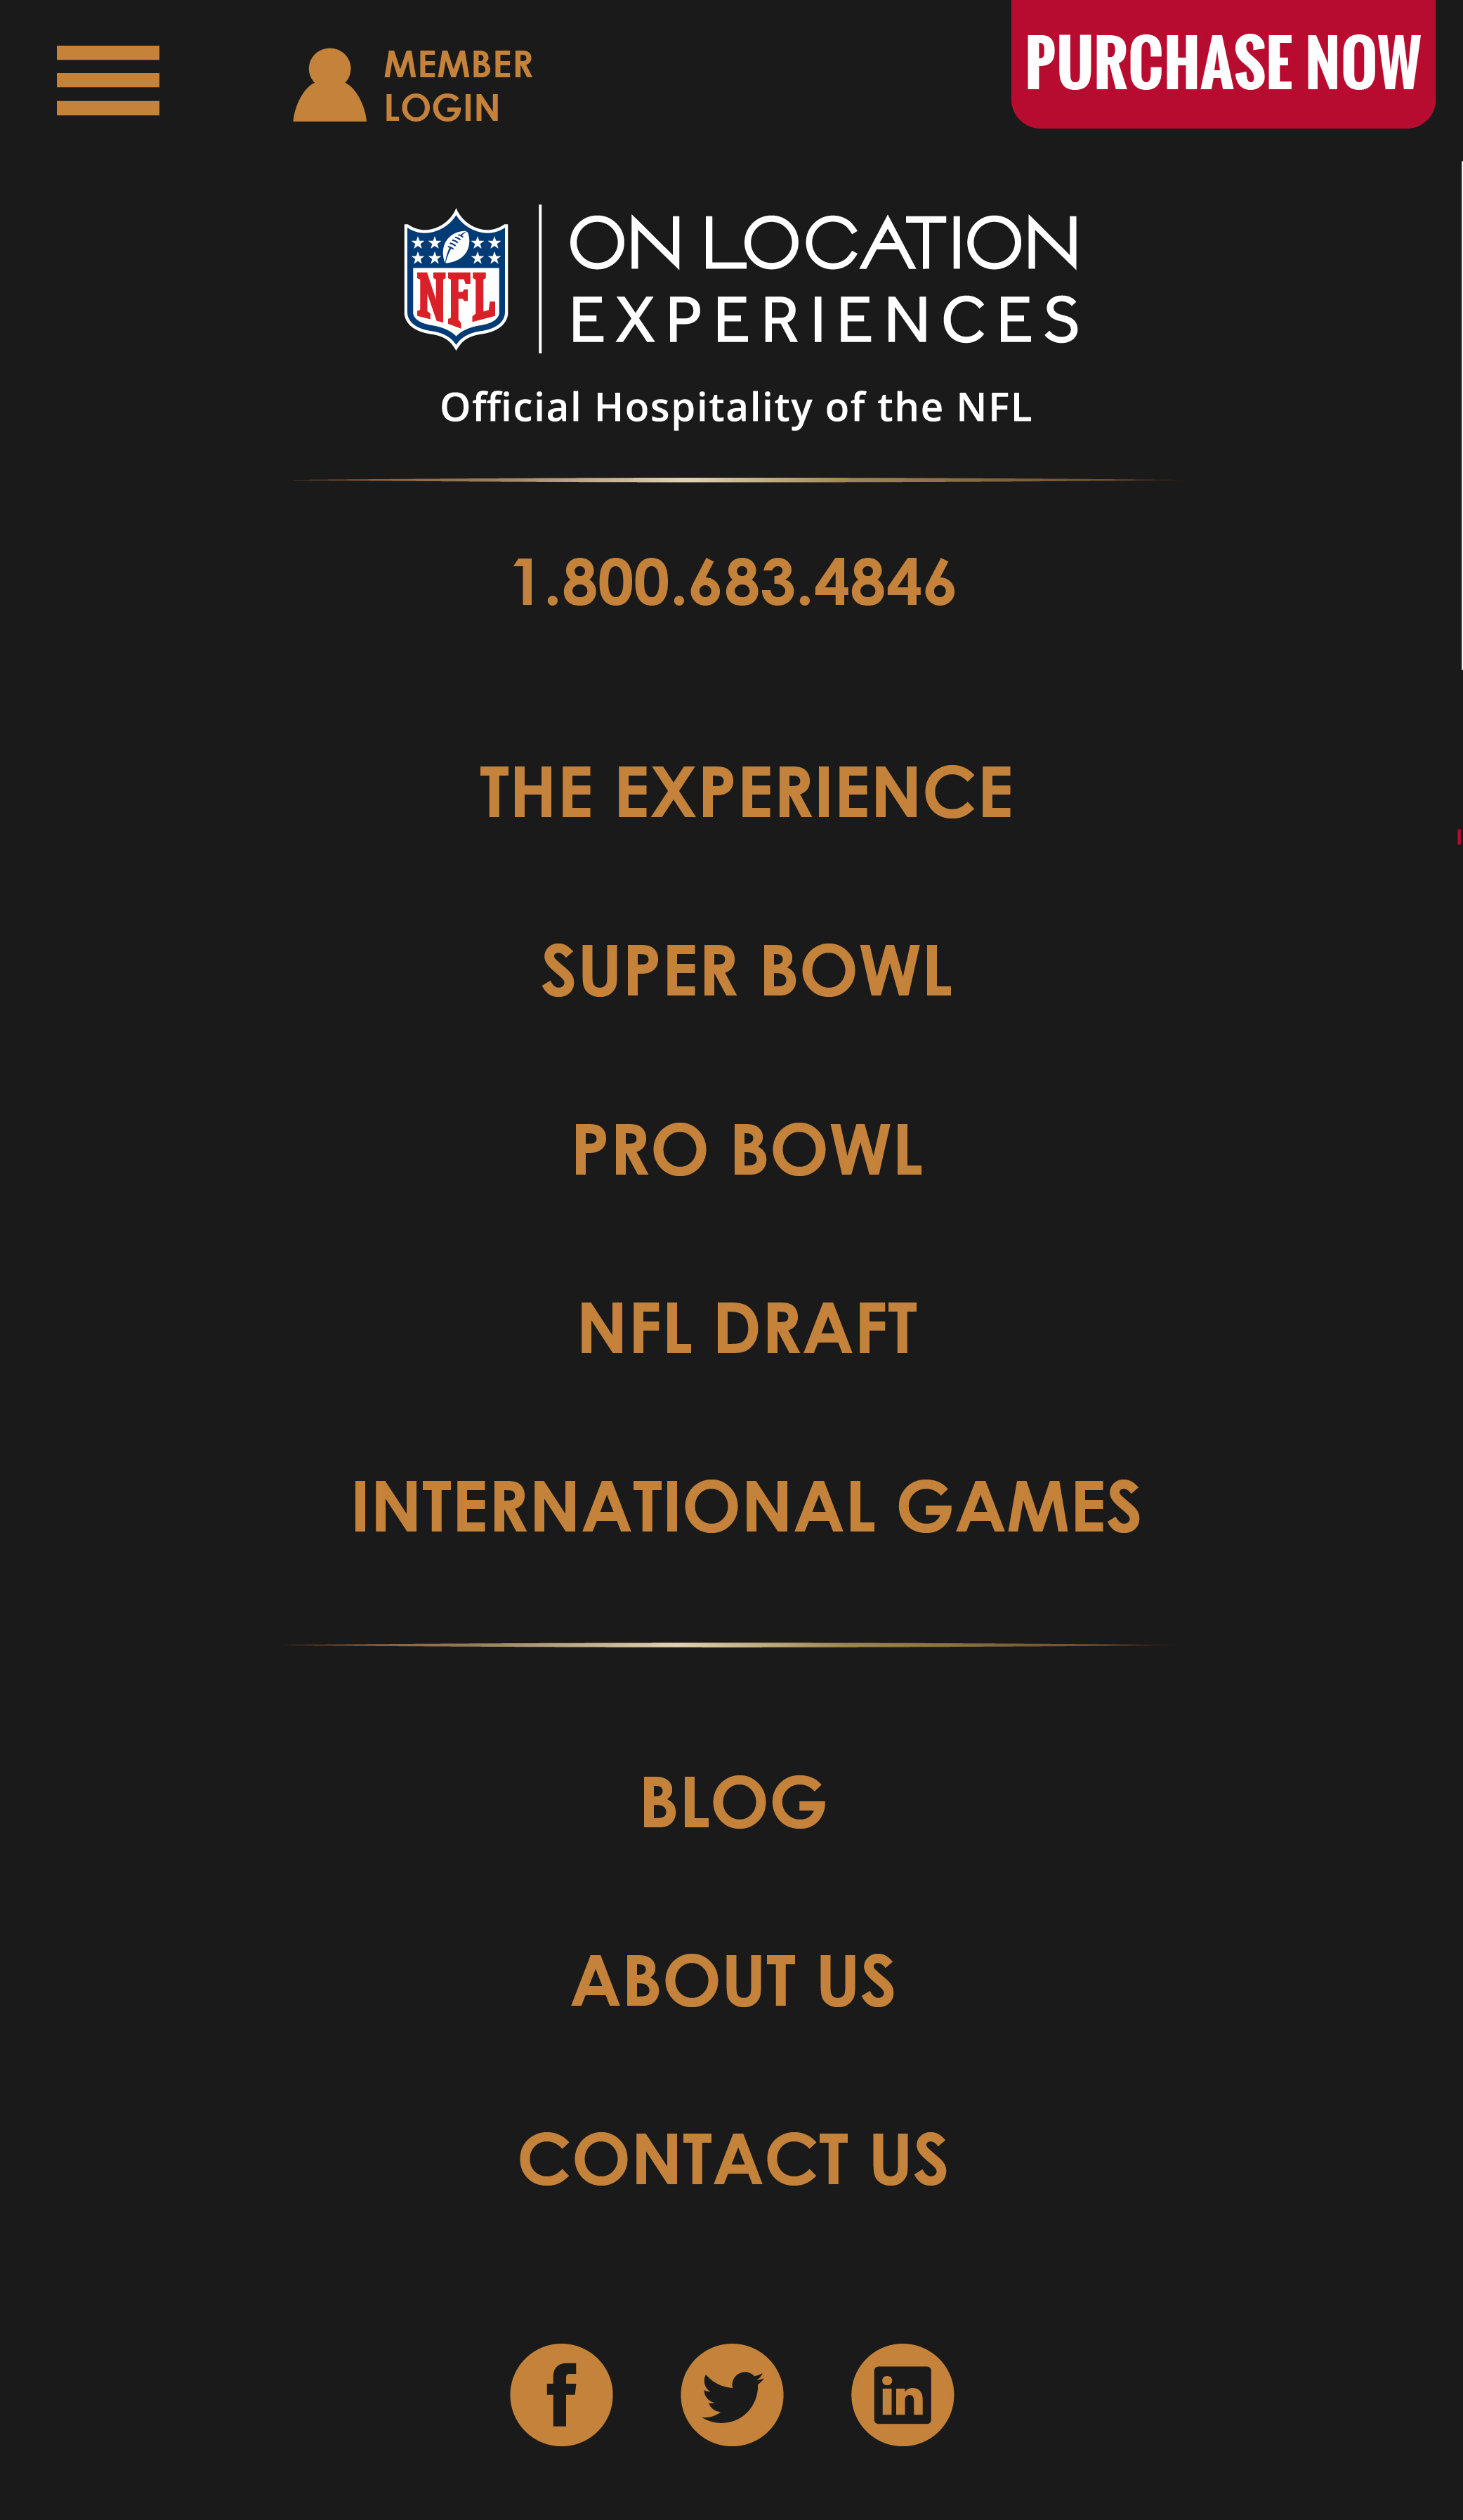 MEMBER
LOGIN
PURCHASE NOW
NFL
ON LOCATION
EXPERIENCES
Official Hospitality of the NFL
1.800.683.4846
THE EXPERIENCE
SUPER BOWL
PRO BOWL
NFL DRAFT
INTERNATIONAL GAMES
BLOG
ABOUT US
CONTACT US
f
in